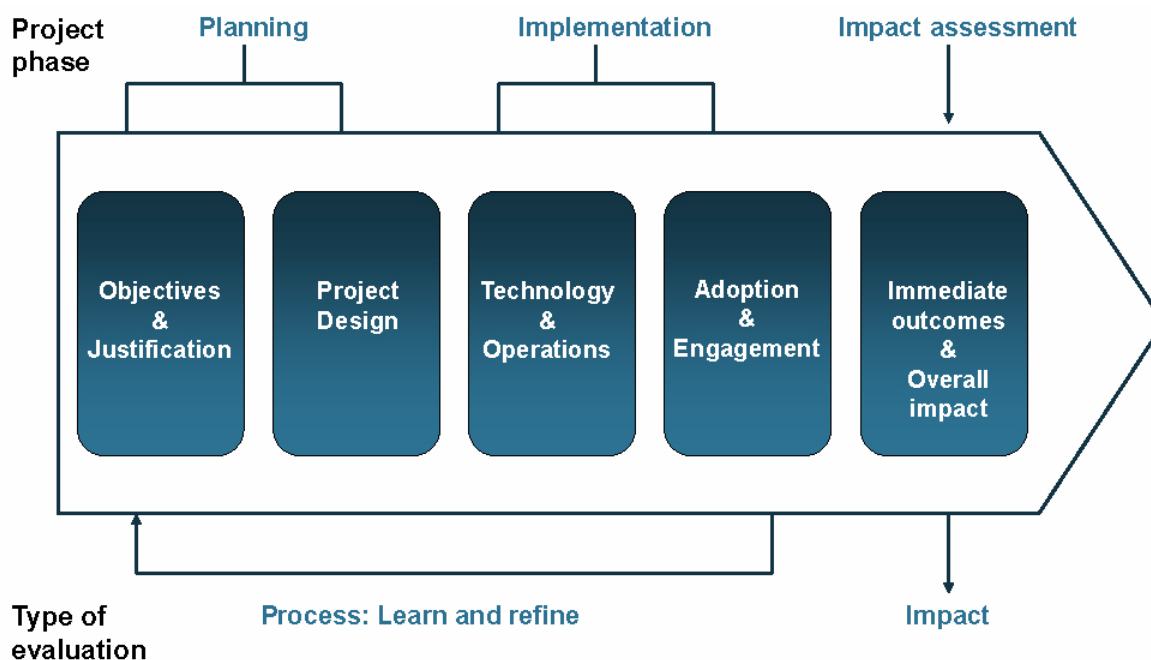 Project
phase
Planning
Implementation
Impact assessment
Objectives
&
Justification
Project
Design
Technology
&
Operations
Adoption
&
Engagement
Immediate
outcomes
&
Overall
impact
Type of
evaluation
Process: Learn and refine
Impact